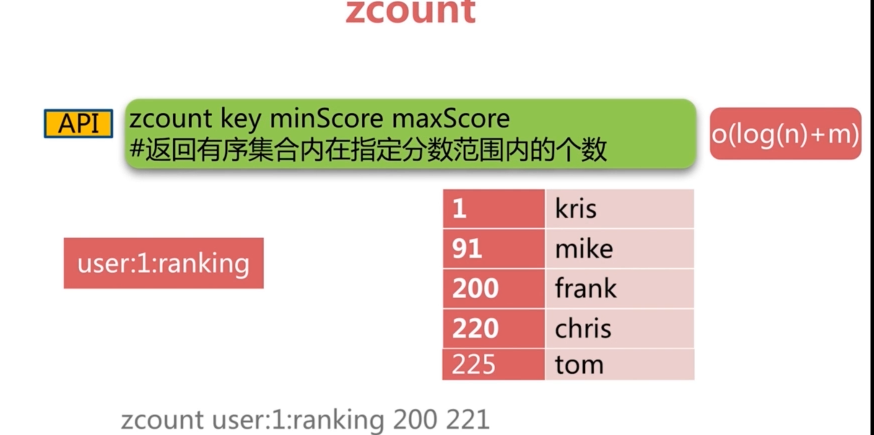 zcount
API
zcount key minScore maxScore
#返回有序集合内在指定分数范围内的个数
o(log(n)+m)
user:1:ranking
1 kris
91 mike
200 frank
220 chris
225 tom
zcount user:1:ranking 200 221